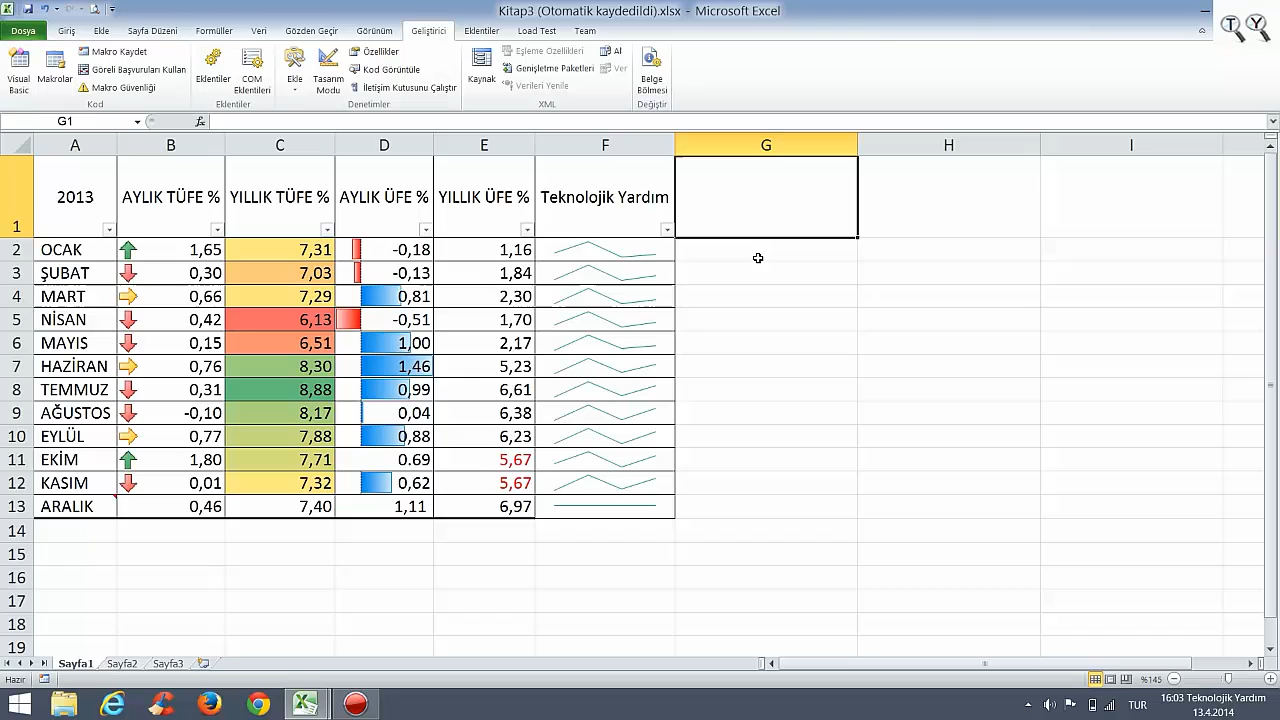 Kitap3 (Otomatik kaydedildi).xlsx - Microsoft Excel
T Y
Dosya Giriş Ekle Sayfa Düzeni Formüller Veri Gözden Geçir Görünüm Geliştirici Eklentiler Load Test Team
Visual Basic
Makrolar
Makro Kaydet
Göreli Başvuruları Kullan
Makro Güvenliği
Kod
Eklentiler
COM Eklentileri
Eklentiler
Ekle
Tasarım Modu
Özellikler
Kod Görüntüle
İletişim Kutusunu Çalıştır
Denetimler
Kaynak
Eşleme Özellikleri
Genişletme Paketleri
Verileri Yenile
Al
Ver
XML
Belge Bölmesi
Değiştir
G1 fx
A B C D E F G H I
1 2013 AYLIK TÜFE % YILLIK TÜFE % AYLIK ÜFE % YILLIK ÜFE % Teknolojik Yardım
2 OCAK 1,65 7,31 -0,18 1,16
3 ŞUBAT 0,30 7,03 -0,13 1,84
4 MART 0,66 7,29 0,81 2,30
5 NİSAN 0,42 6,13 -0,51 1,70
6 MAYIS 0,15 6,51 1,00 2,17
7 HAZİRAN 0,76 8,30 1,46 5,23
8 TEMMUZ 0,31 8,88 0,99 6,61
9 AĞUSTOS -0,10 8,17 0,04 6,38
10 EYLÜL 0,77 7,88 0,88 6,23
11 EKİM 1,80 7,71 0.69 5,67
12 KASIM 0,01 7,32 0,62 5,67
13 ARALIK 0,46 7,40 1,11 6,97
14
15
16
17
18
19
Sayfa1 Sayfa2 Sayfa3
Hazır %145
TUR 16:03 Teknolojik Yardım
13.4.2014